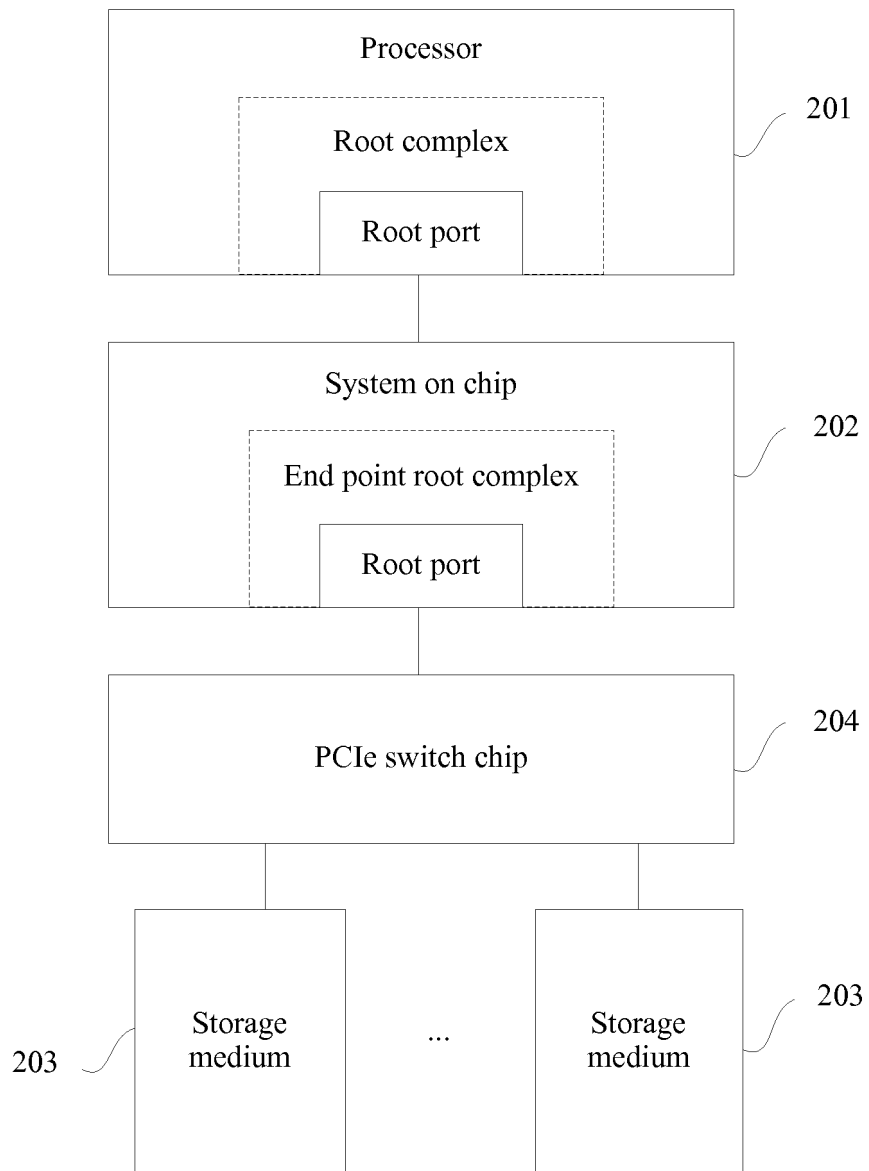 Processor
201
Root complex
Root port
System on chip
202
End point root complex
Root port
PCIe switch chip
204
Storage
medium
203
...
Storage
medium
203